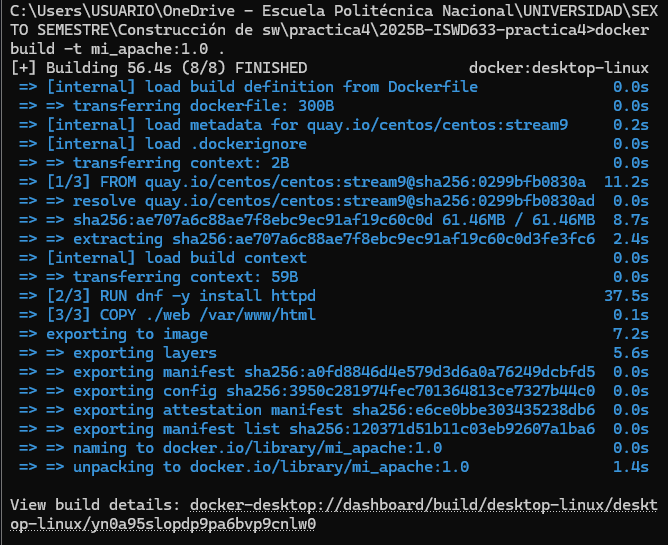 C:\Users\USUARIO\OneDrive - Escuela Politécnica Nacional\UNIVERSIDAD\SEX
TO SEMESTRE\Construcción de sw\practica4\2025B-ISWD633-practica4>docker
build -t mi_apache:1.0 .
[+] Building 56.4s (8/8) FINISHED docker:desktop-linux
=> [internal] load build definition from Dockerfile 0.0s
=> => transferring dockerfile: 300B 0.0s
=> [internal] load metadata for quay.io/centos/centos:stream9 0.2s
=> [internal] load .dockerignore 0.0s
=> => transferring context: 2B 0.0s
=> [1/3] FROM quay.io/centos/centos:stream9@sha256:0299bfb0830a 11.2s
=> => resolve quay.io/centos/centos:stream9@sha256:0299bfb0830ad 0.0s
=> => sha256:ae707a6c88ae7f8ebc9ec91af19c60c0d 61.46MB / 61.46MB 8.7s
=> => extracting sha256:ae707a6c88ae7f8ebc9ec91af19c60c0d3fe3fc6 2.4s
=> [internal] load build context 0.0s
=> => transferring context: 59B 0.0s
=> [2/3] RUN dnf -y install httpd 37.5s
=> [3/3] COPY ./web /var/www/html 0.1s
=> exporting to image 7.2s
=> => exporting layers 5.6s
=> => exporting manifest sha256:a0fd8846d4e579d3d6a0a76249dcbfd5 0.0s
=> => exporting config sha256:3950c281974fec701364813ce7327b44c0 0.0s
=> => exporting attestation manifest sha256:e6ce0bbe303435238db6 0.0s
=> => exporting manifest list sha256:120371d51b11c03eb92607a1ba6 0.0s
=> => naming to docker.io/library/mi_apache:1.0 0.0s
=> => unpacking to docker.io/library/mi_apache:1.0 1.4s
View build details: docker-desktop://dashboard/build/desktop-linux/deskt
op-linux/yn0a95slopdp9pa6bvp9cnlw0